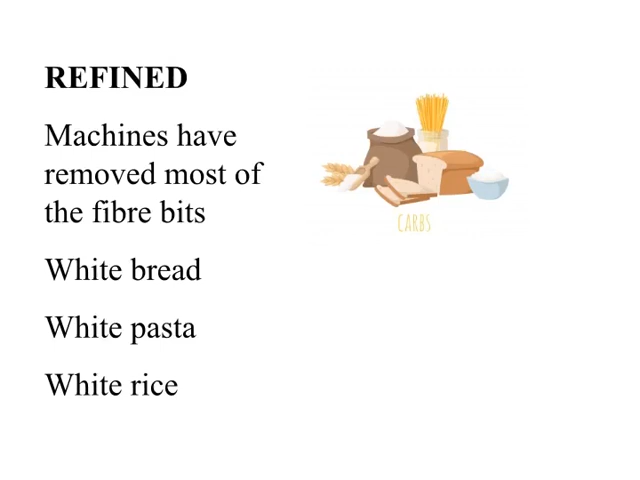 REFINED
Machines have
removed most of
the fibre bits
White bread
White pasta
White rice
CARBS